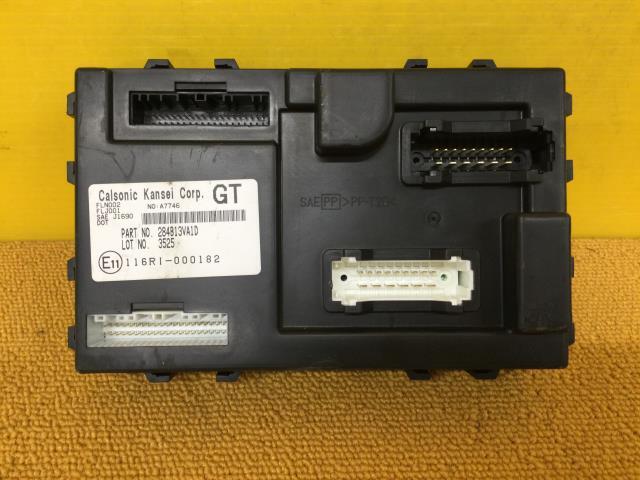 Calsonic Kansei Corp. GT
FLN002
NO:A7746
FLJ001
SAE J1690
DOT
PART NO. 284B13VA1D
LOT NO. 3525
E11 116RI-000182
SAE PP >PP-T20<